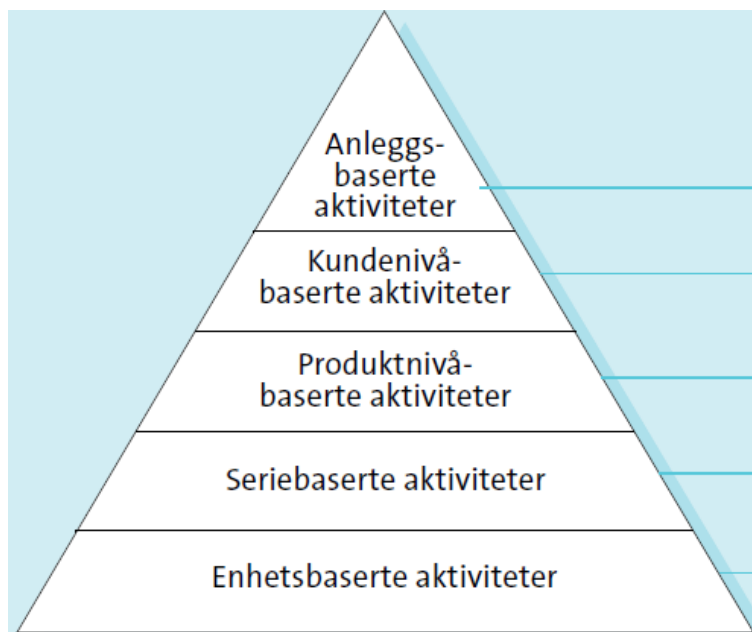 Anleggs-
baserte
aktiviteter
Kundenivå-
baserte aktiviteter
Produktnivå-
baserte aktiviteter
Seriebaserte aktiviteter
Enhetsbaserte aktiviteter